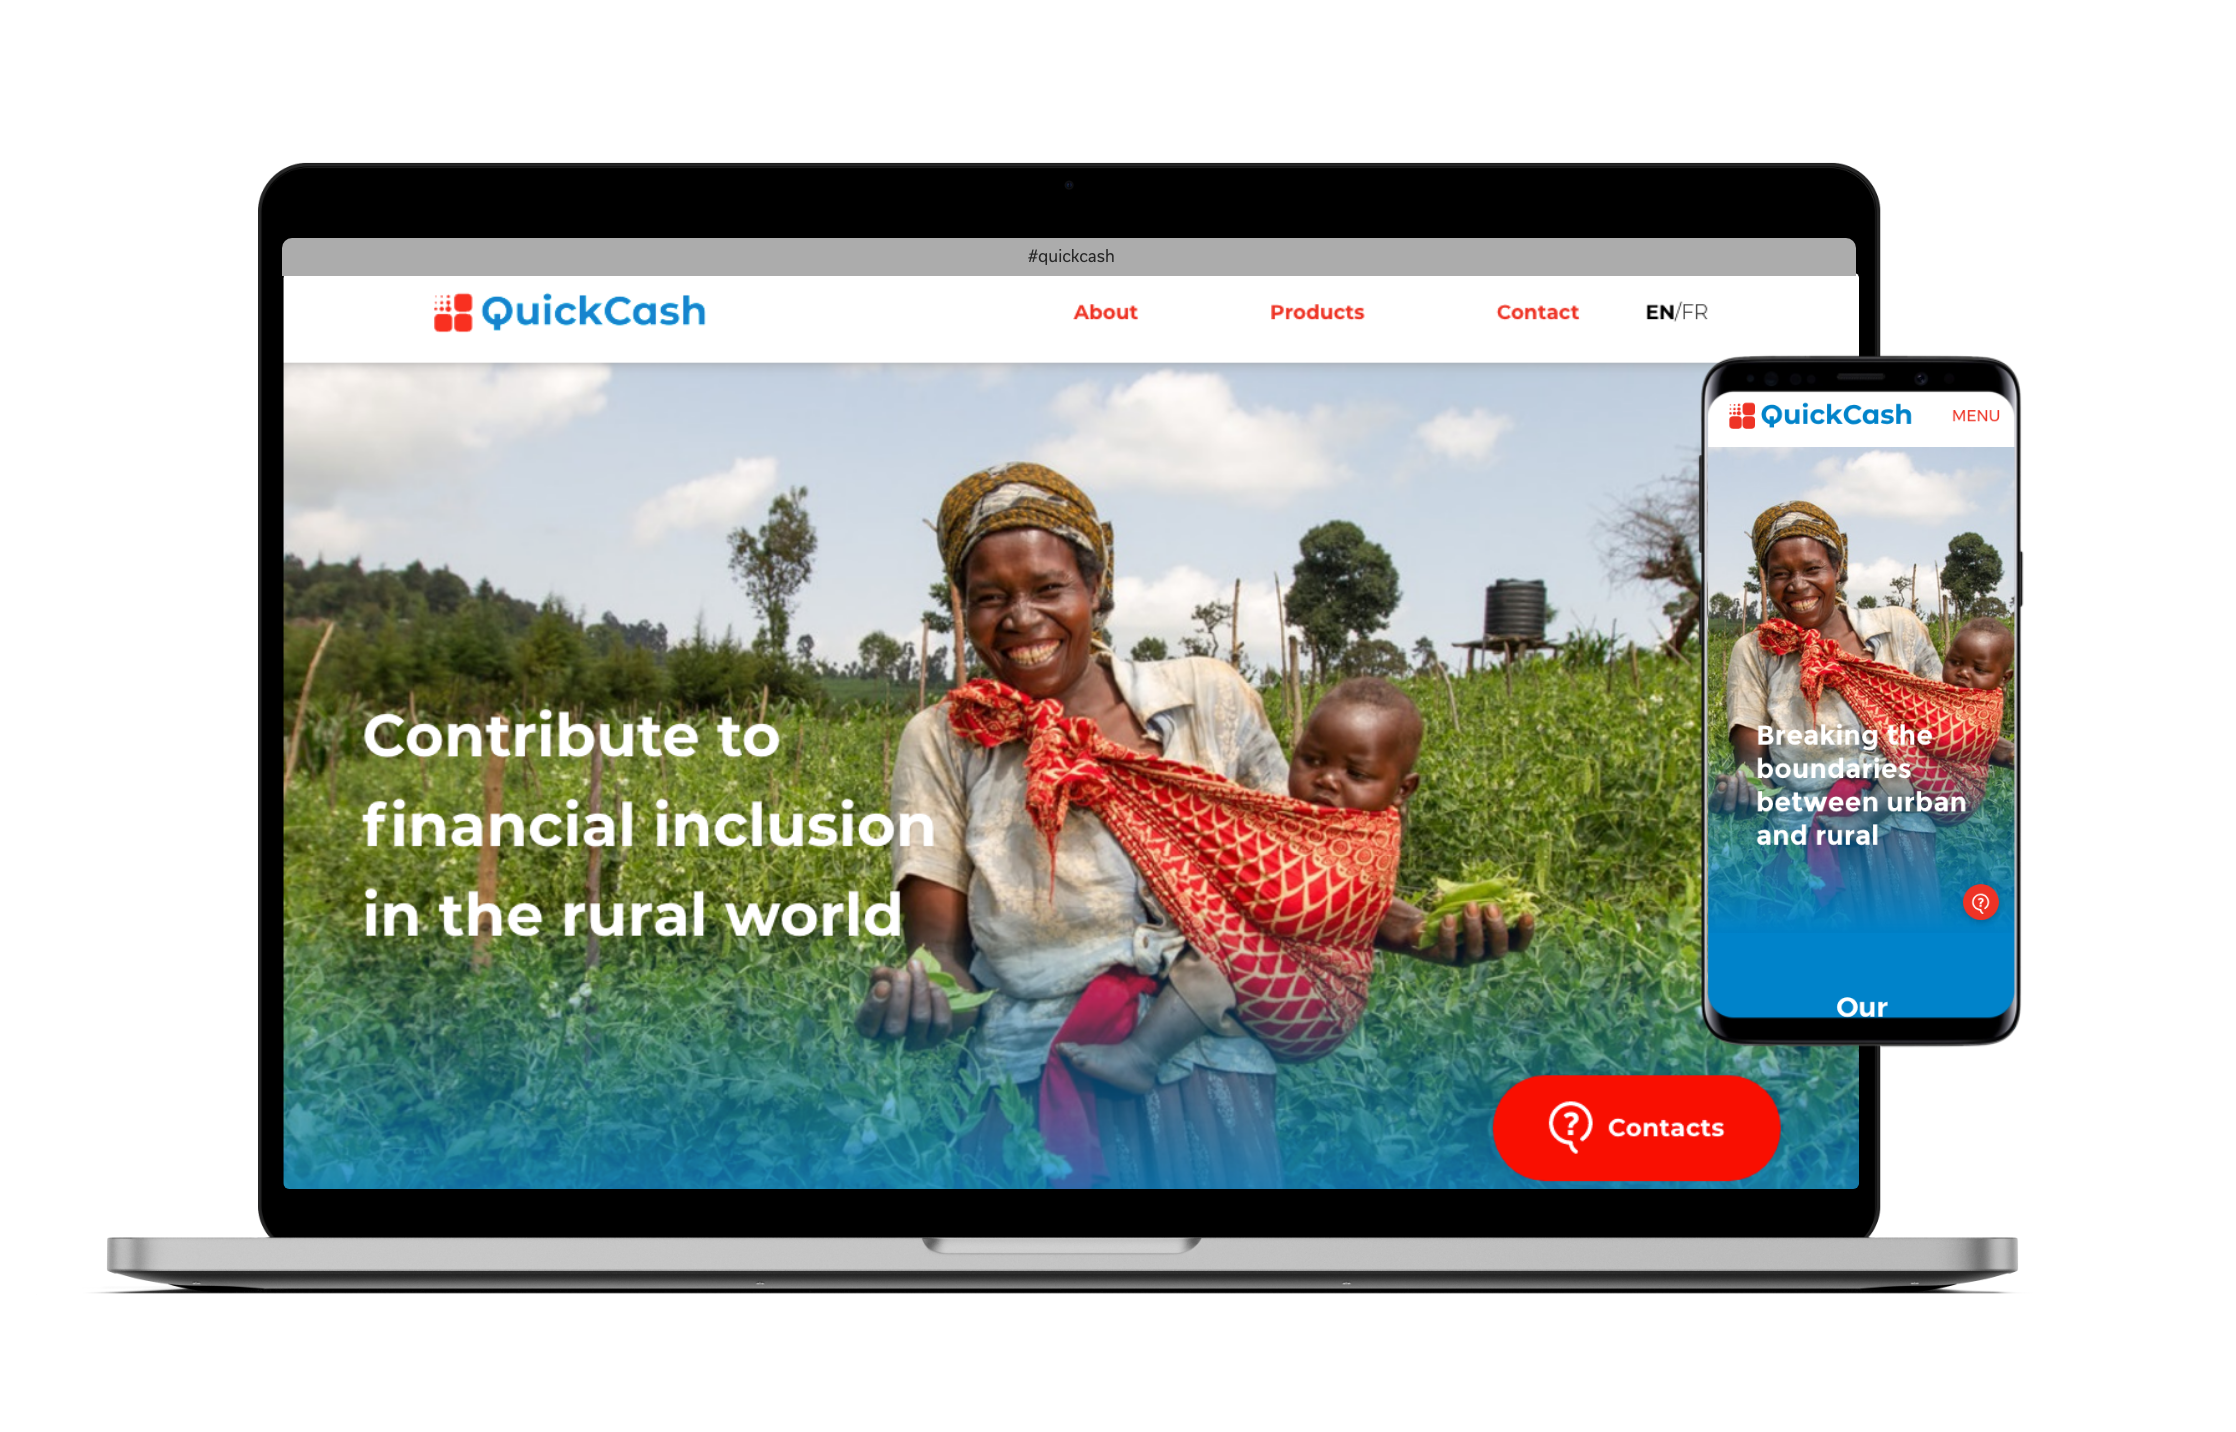 #quickcash
QuickCash
About
Products
Contact
EN/FR
Contribute to
financial inclusion
in the rural world
Contacts
QuickCash
MENU
Breaking the
boundaries
between urban
and rural
Our